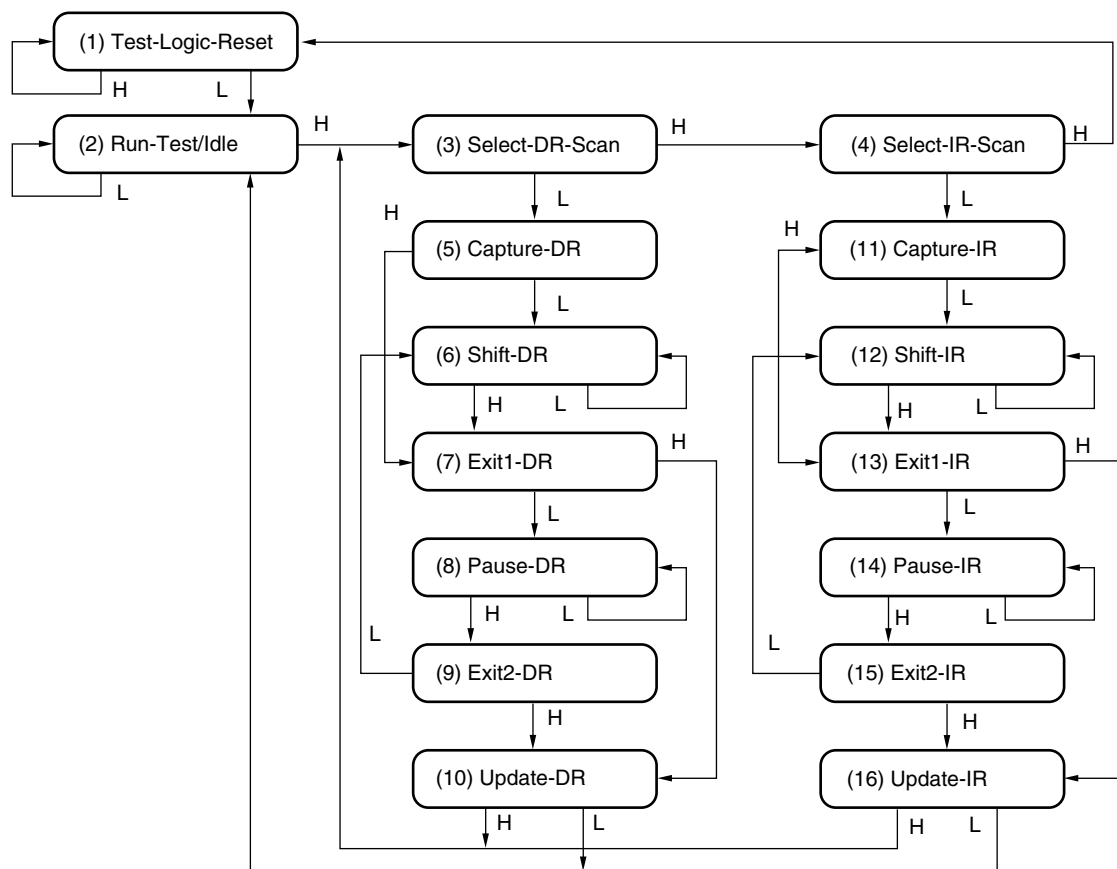 (1) Test-Logic-Reset
H
L
(2) Run-Test/Idle
H
(3) Select-DR-Scan
H
(4) Select-IR-Scan
H
L
L
L
H
(5) Capture-DR
H
(11) Capture-IR
L
L
(6) Shift-DR
(12) Shift-IR
H
L
H
L
(7) Exit1-DR
H
(13) Exit1-IR
H
L
L
(8) Pause-DR
(14) Pause-IR
H
L
H
L
L
(9) Exit2-DR
L
(15) Exit2-IR
H
H
(10) Update-DR
(16) Update-IR
H
L
H
L